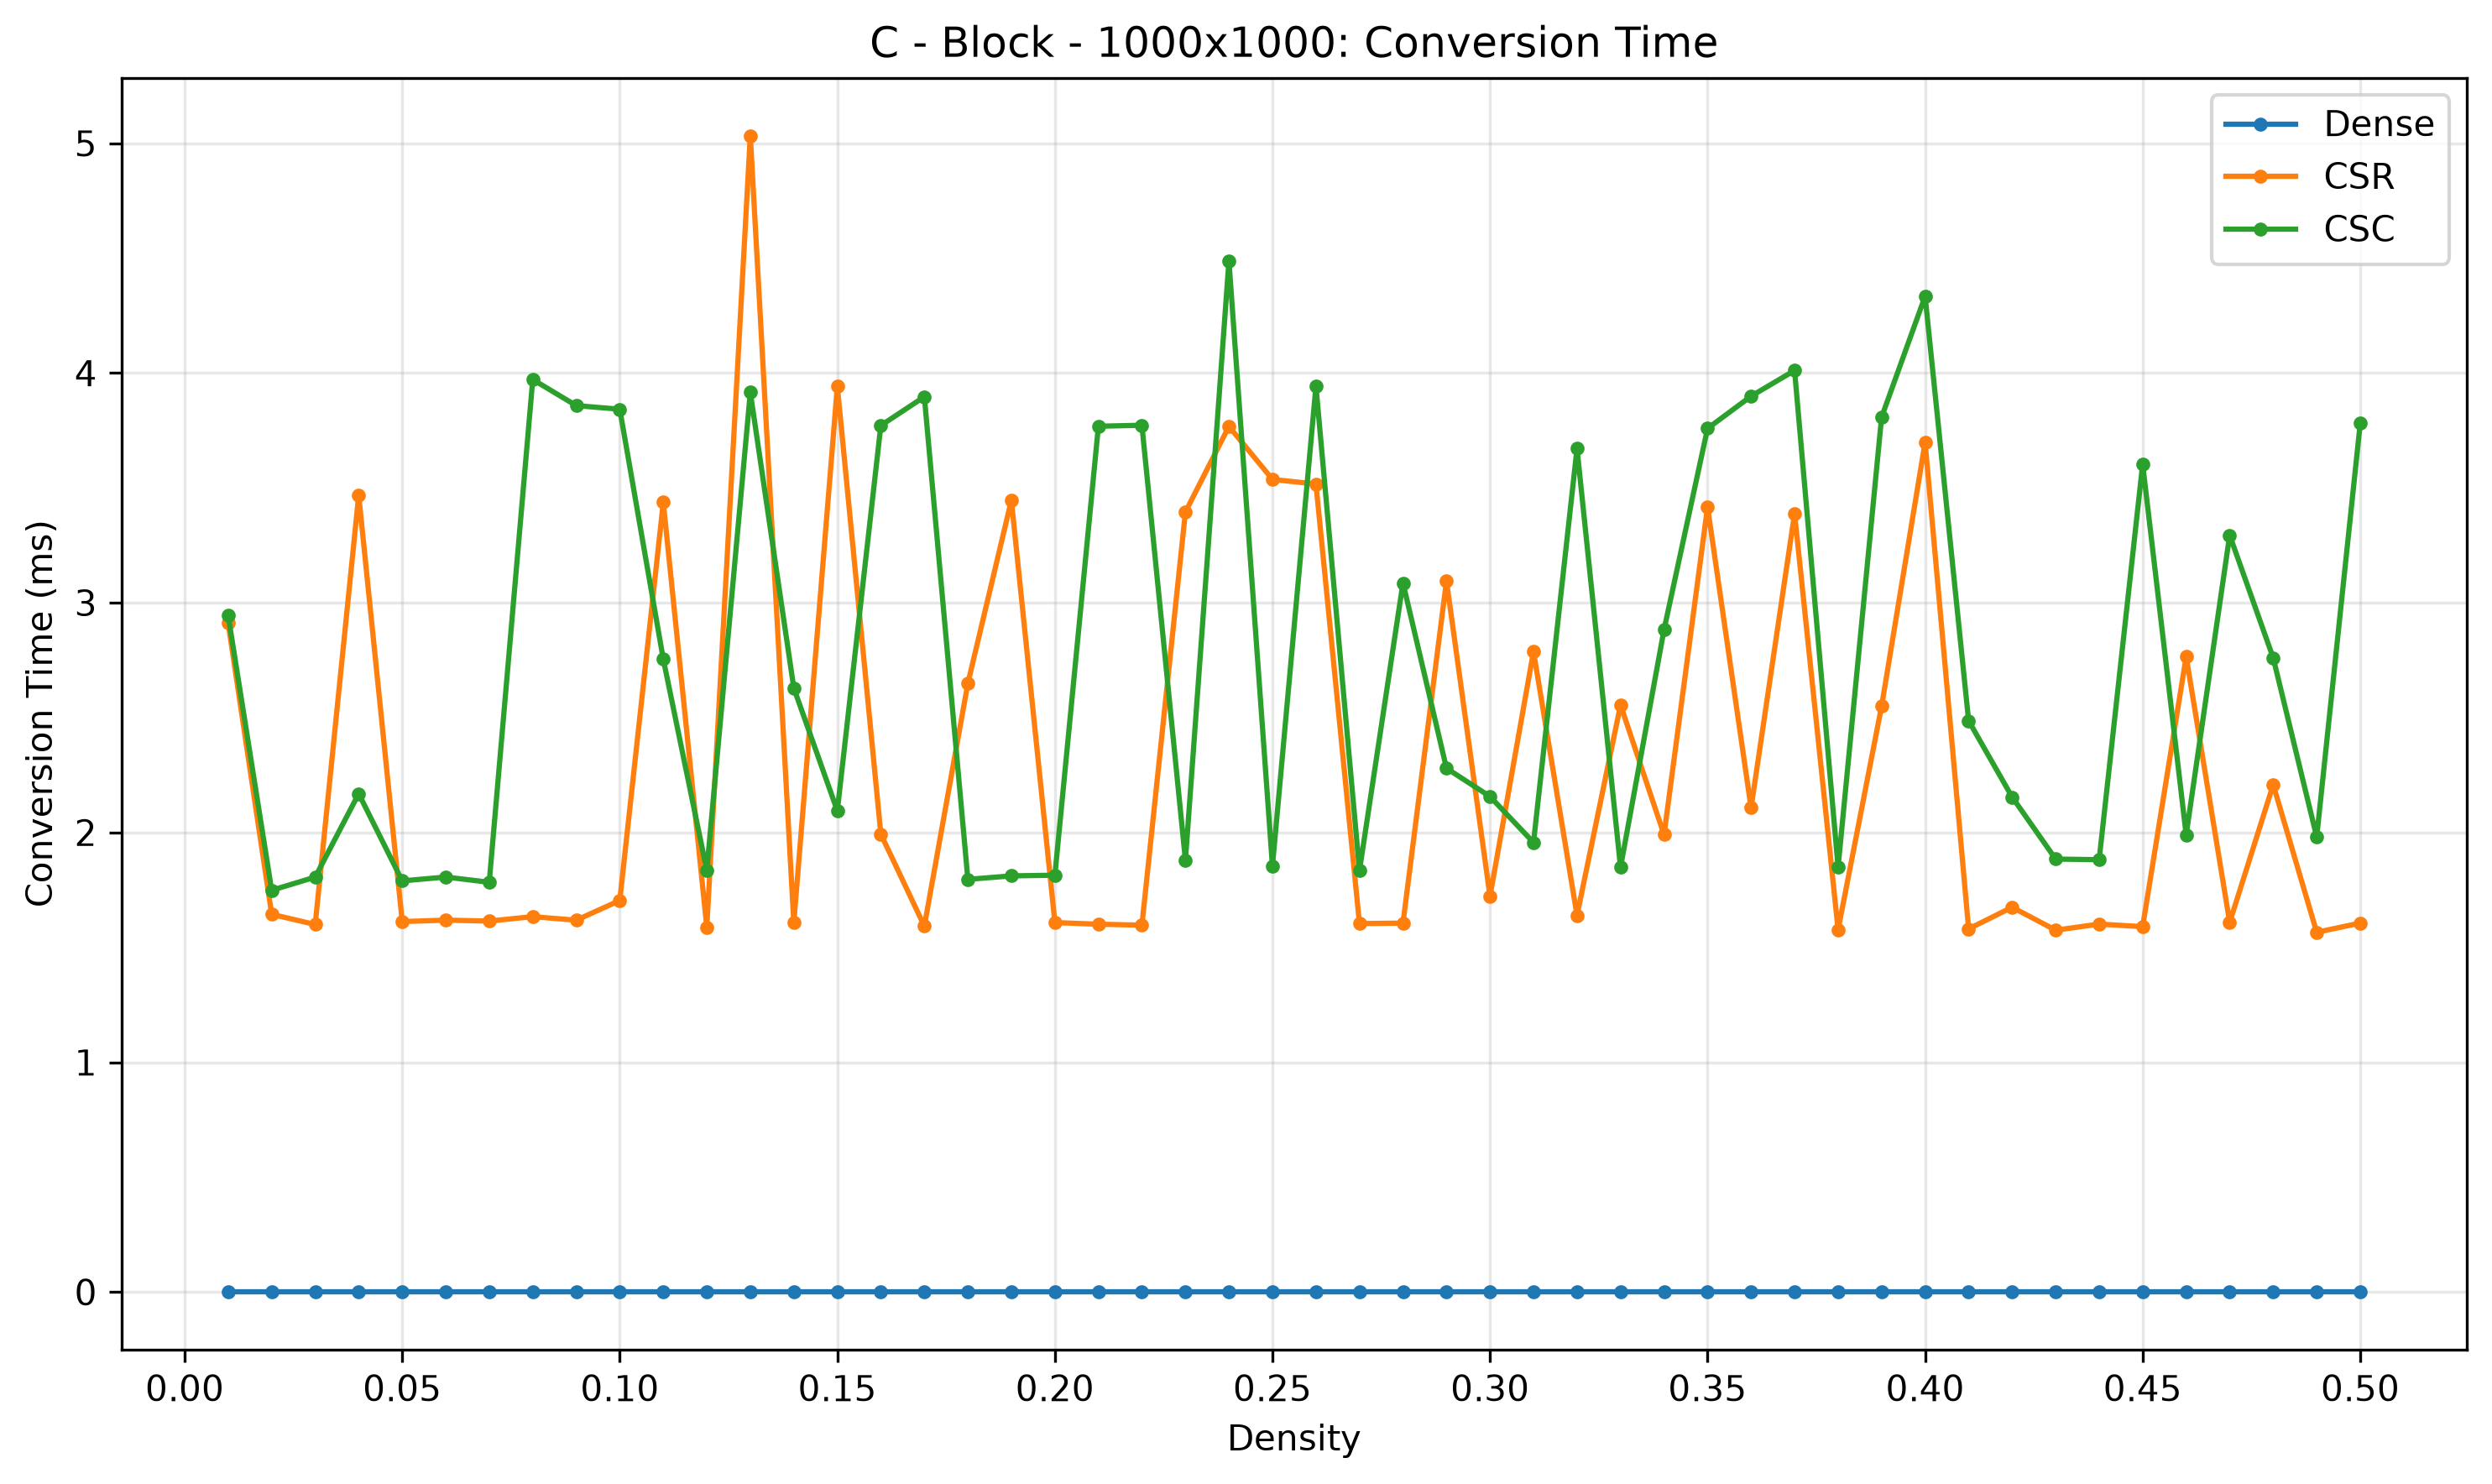 C - Block - 1000x1000: Conversion Time
Dense
CSR
CSC
Conversion Time (ms)
5
4
3
2
1
0
0.00 0.05 0.10 0.15 0.20 0.25 0.30 0.35 0.40 0.45 0.50
Density